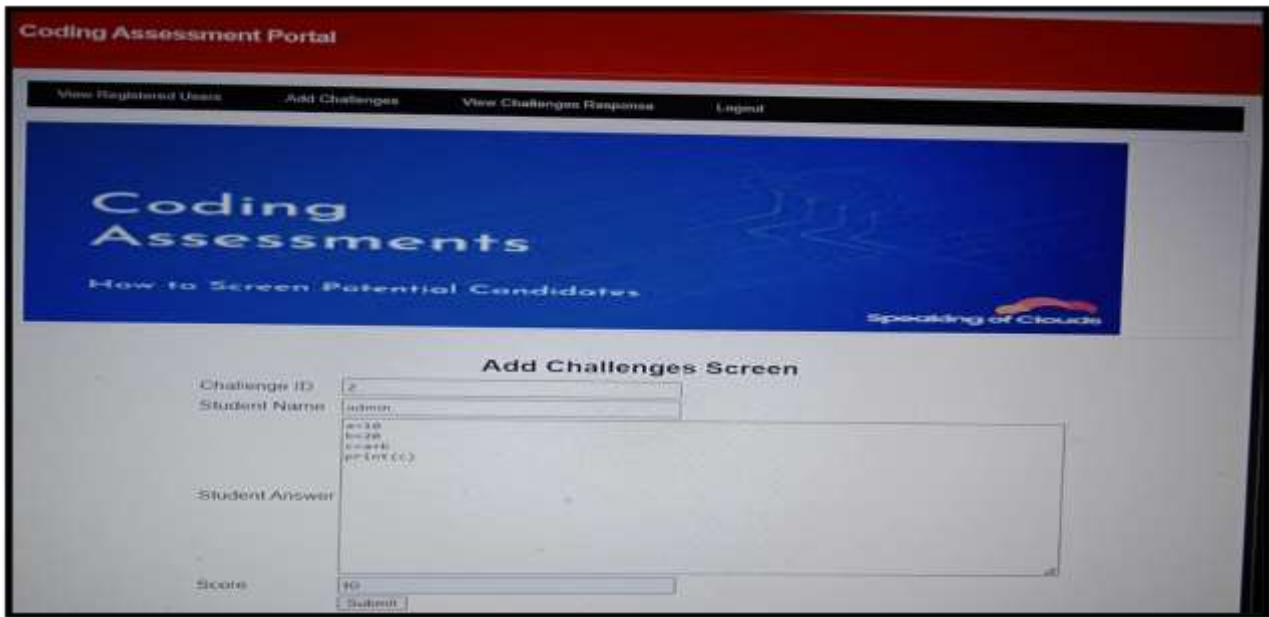 Coding Assessment Portal
View Registered Users Add Challenges View Challenges Response Logout
Coding
Assessments
How to Screen Potential Candidates
Speaking of Clouds
Add Challenges Screen
Challenge ID 2
Student Name admin
a=10
b=20
c=a+b
print(c)
Student Answer
Score 10
Submit